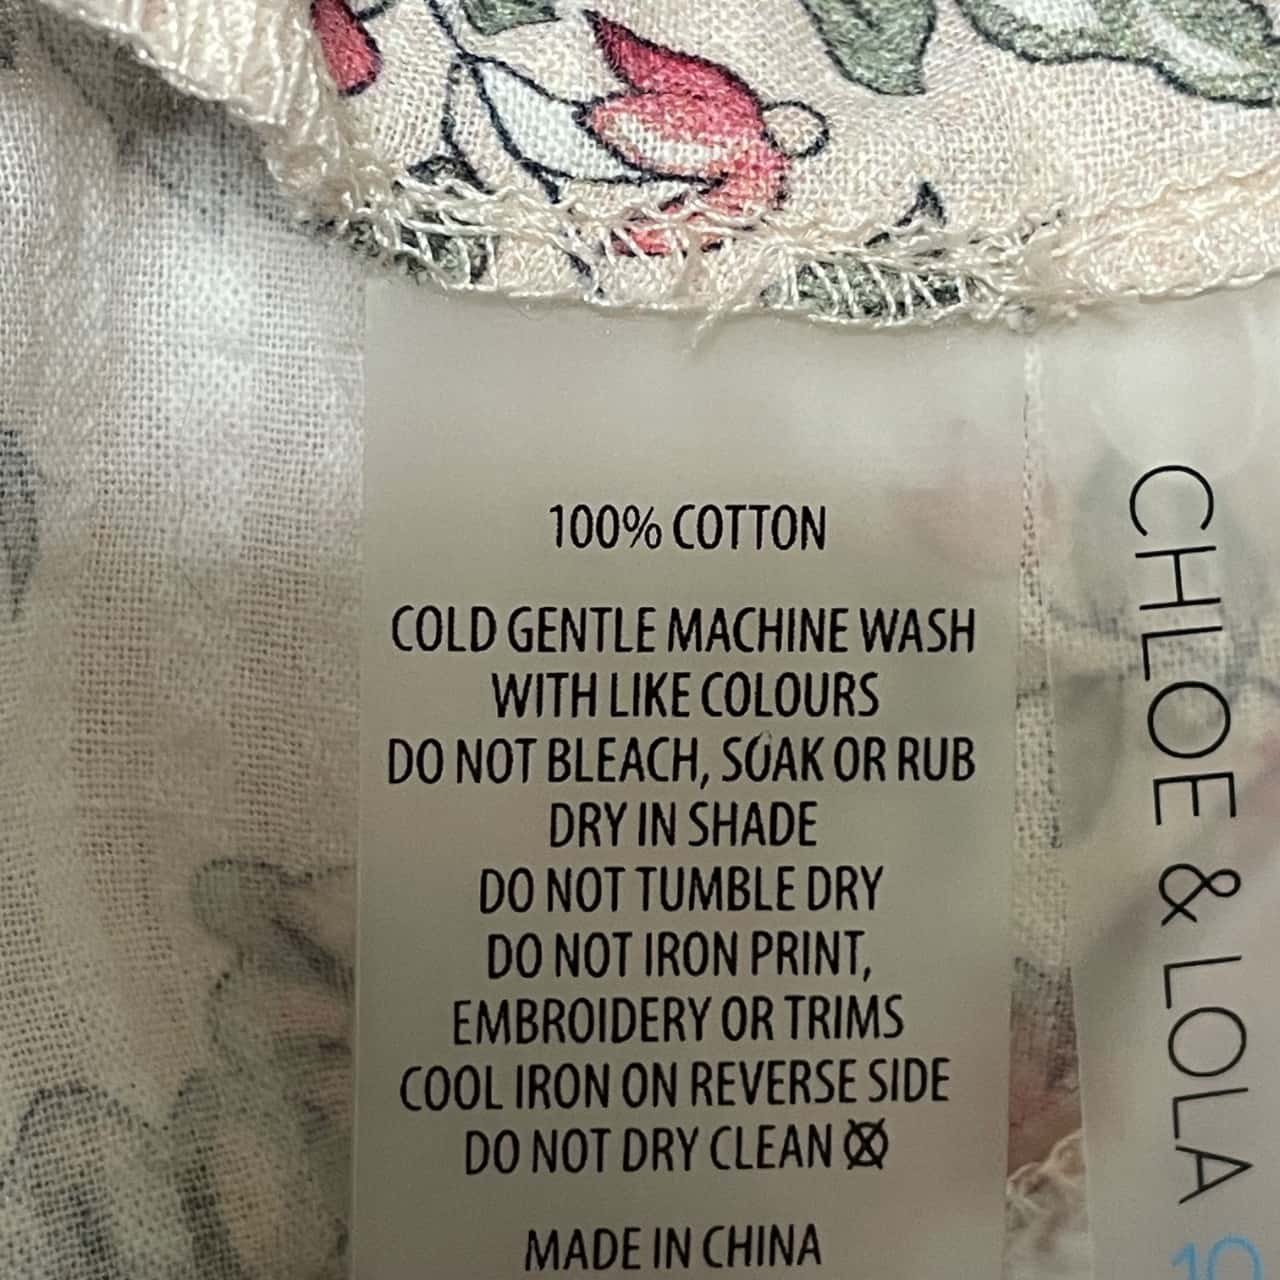 100% COTTON
COLD GENTLE MACHINE WASH
WITH LIKE COLOURS
DO NOT BLEACH, SOAK OR RUB
DRY IN SHADE
DO NOT TUMBLE DRY
DO NOT IRON PRINT,
EMBROIDERY OR TRIMS
COOL IRON ON REVERSE SIDE
DO NOT DRY CLEAN
MADE IN CHINA
CHLOE & LOLA
10